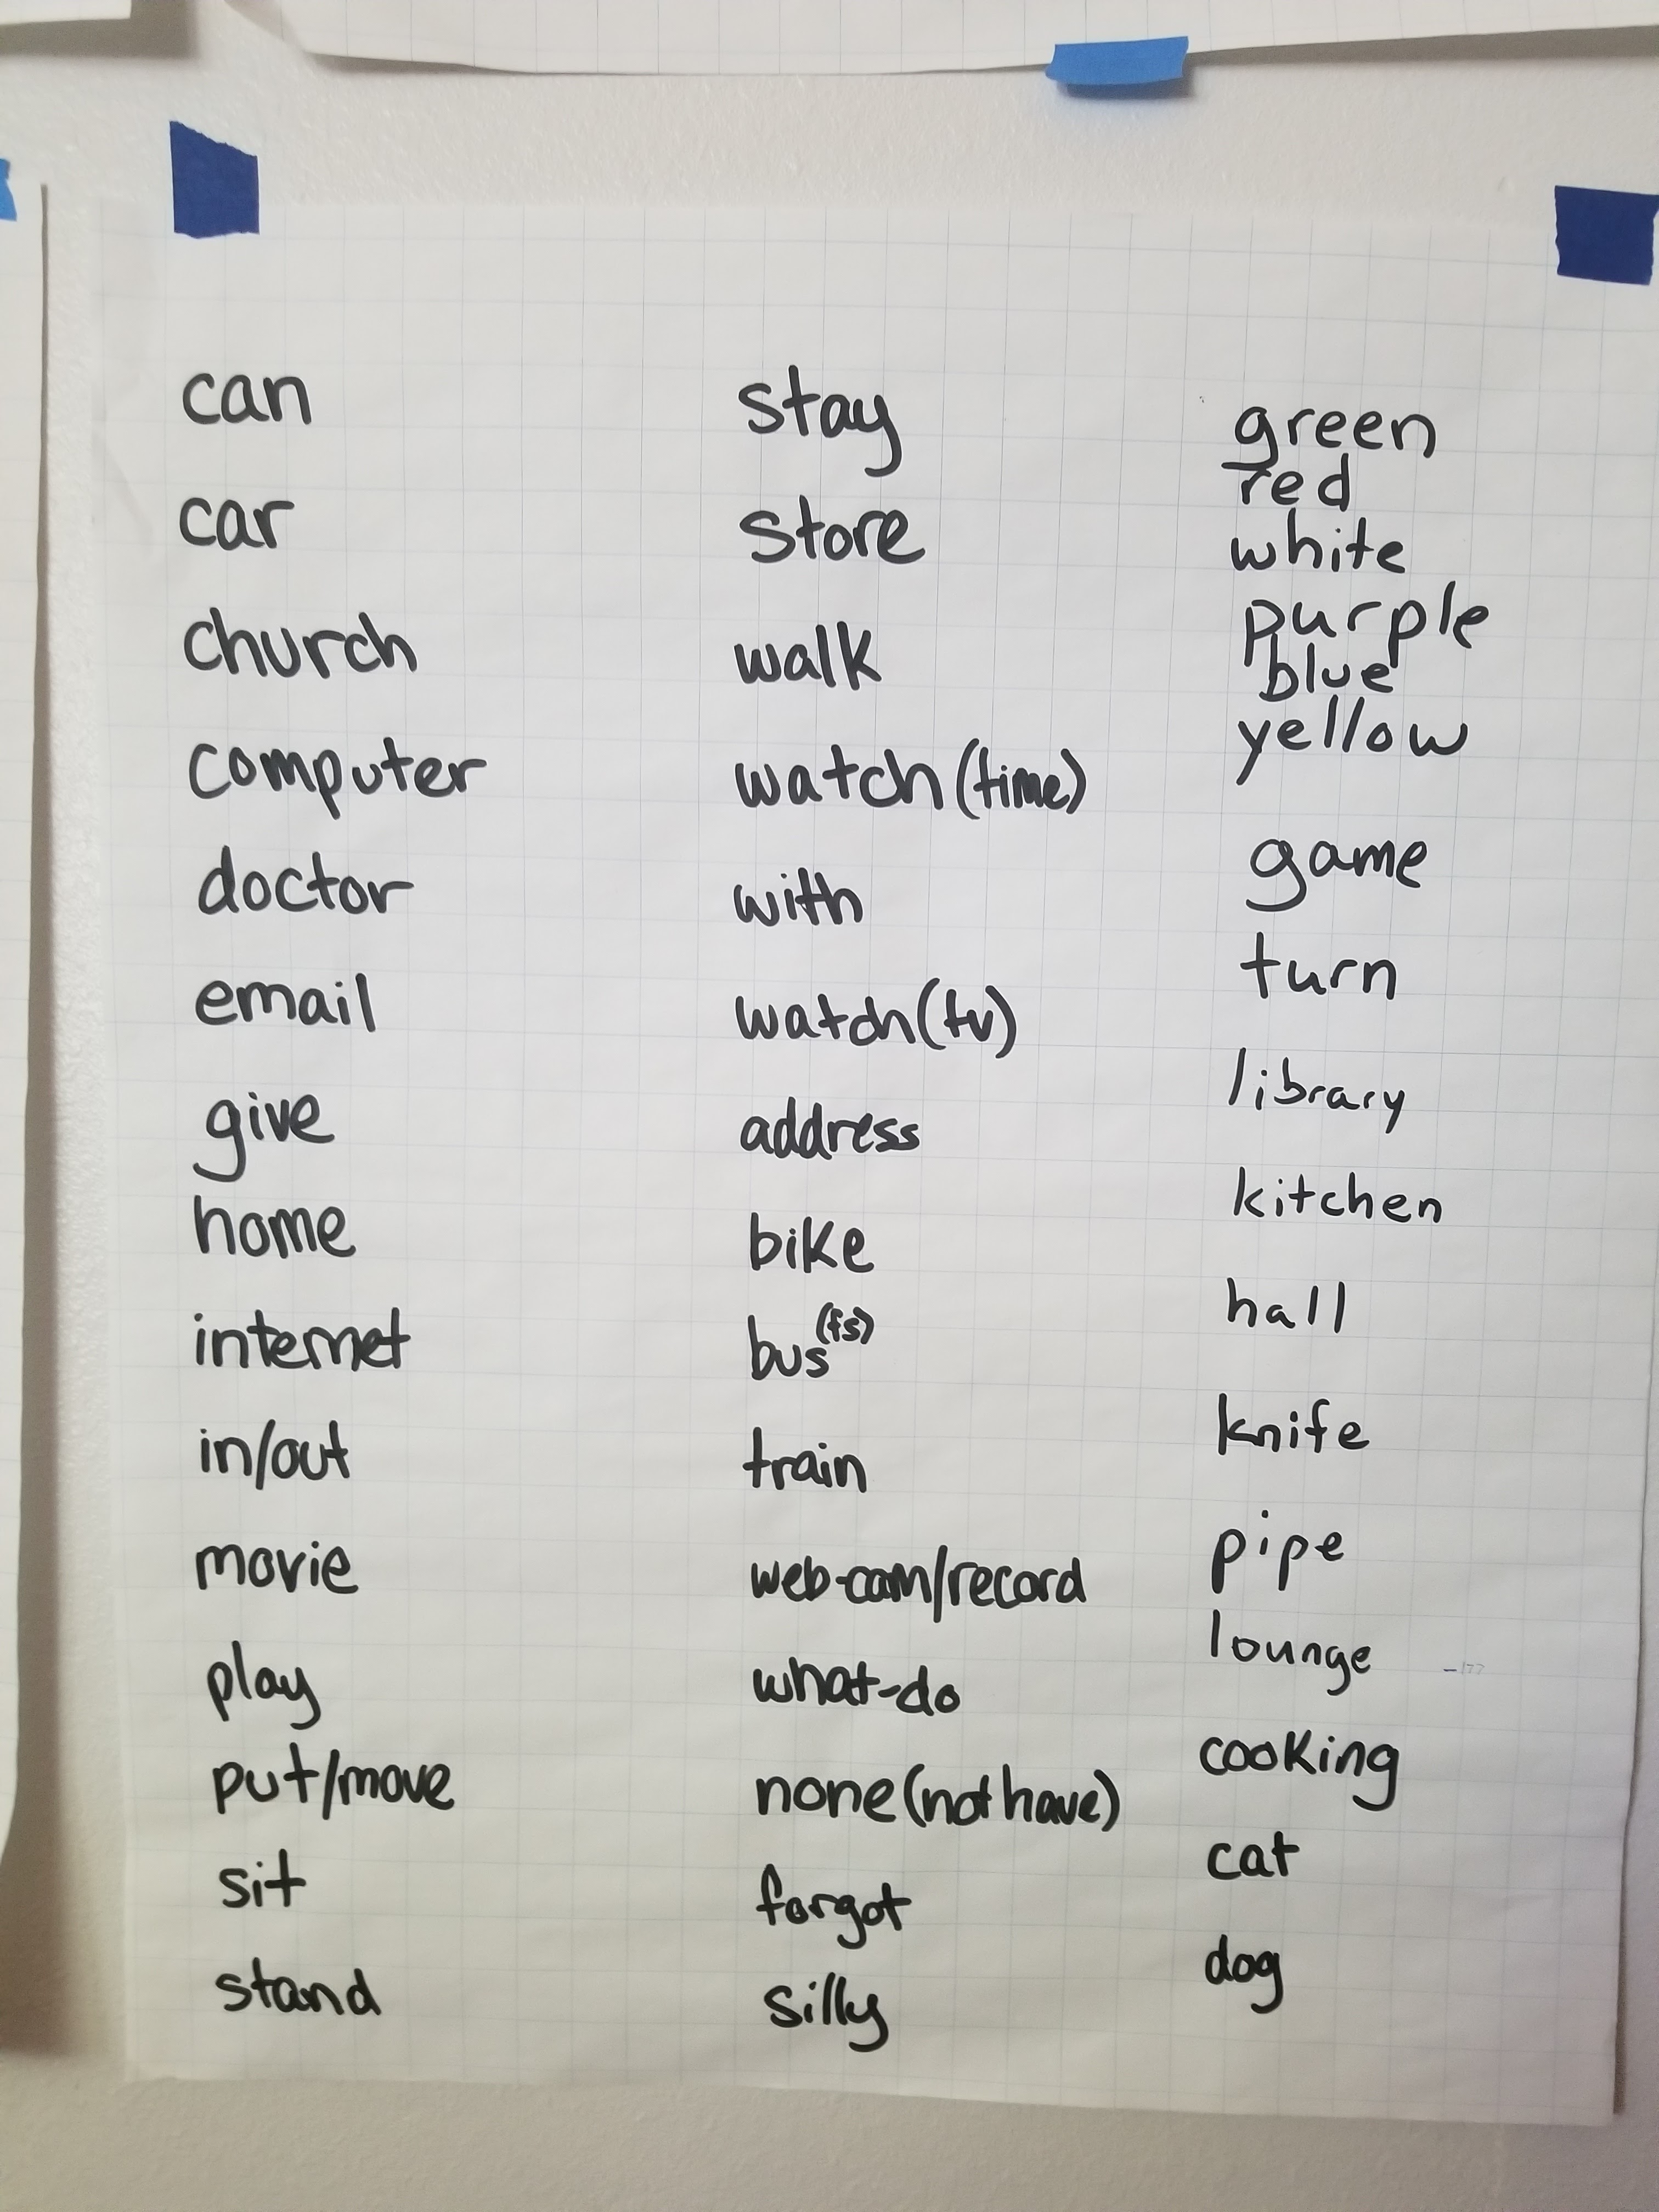 can
car
church
computer
doctor
email
give
home
internet
in/out
movie
play
put/move
sit
stand
stay
store
walk
watch (time)
with
watch (tv)
address
bike
bus (fs)
train
web-cam/record
what-do
none (not have)
forgot
silly
green
red
white
purple
blue
yellow
game
turn
library
kitchen
hall
knife
pipe
lounge
cooking
cat
dog